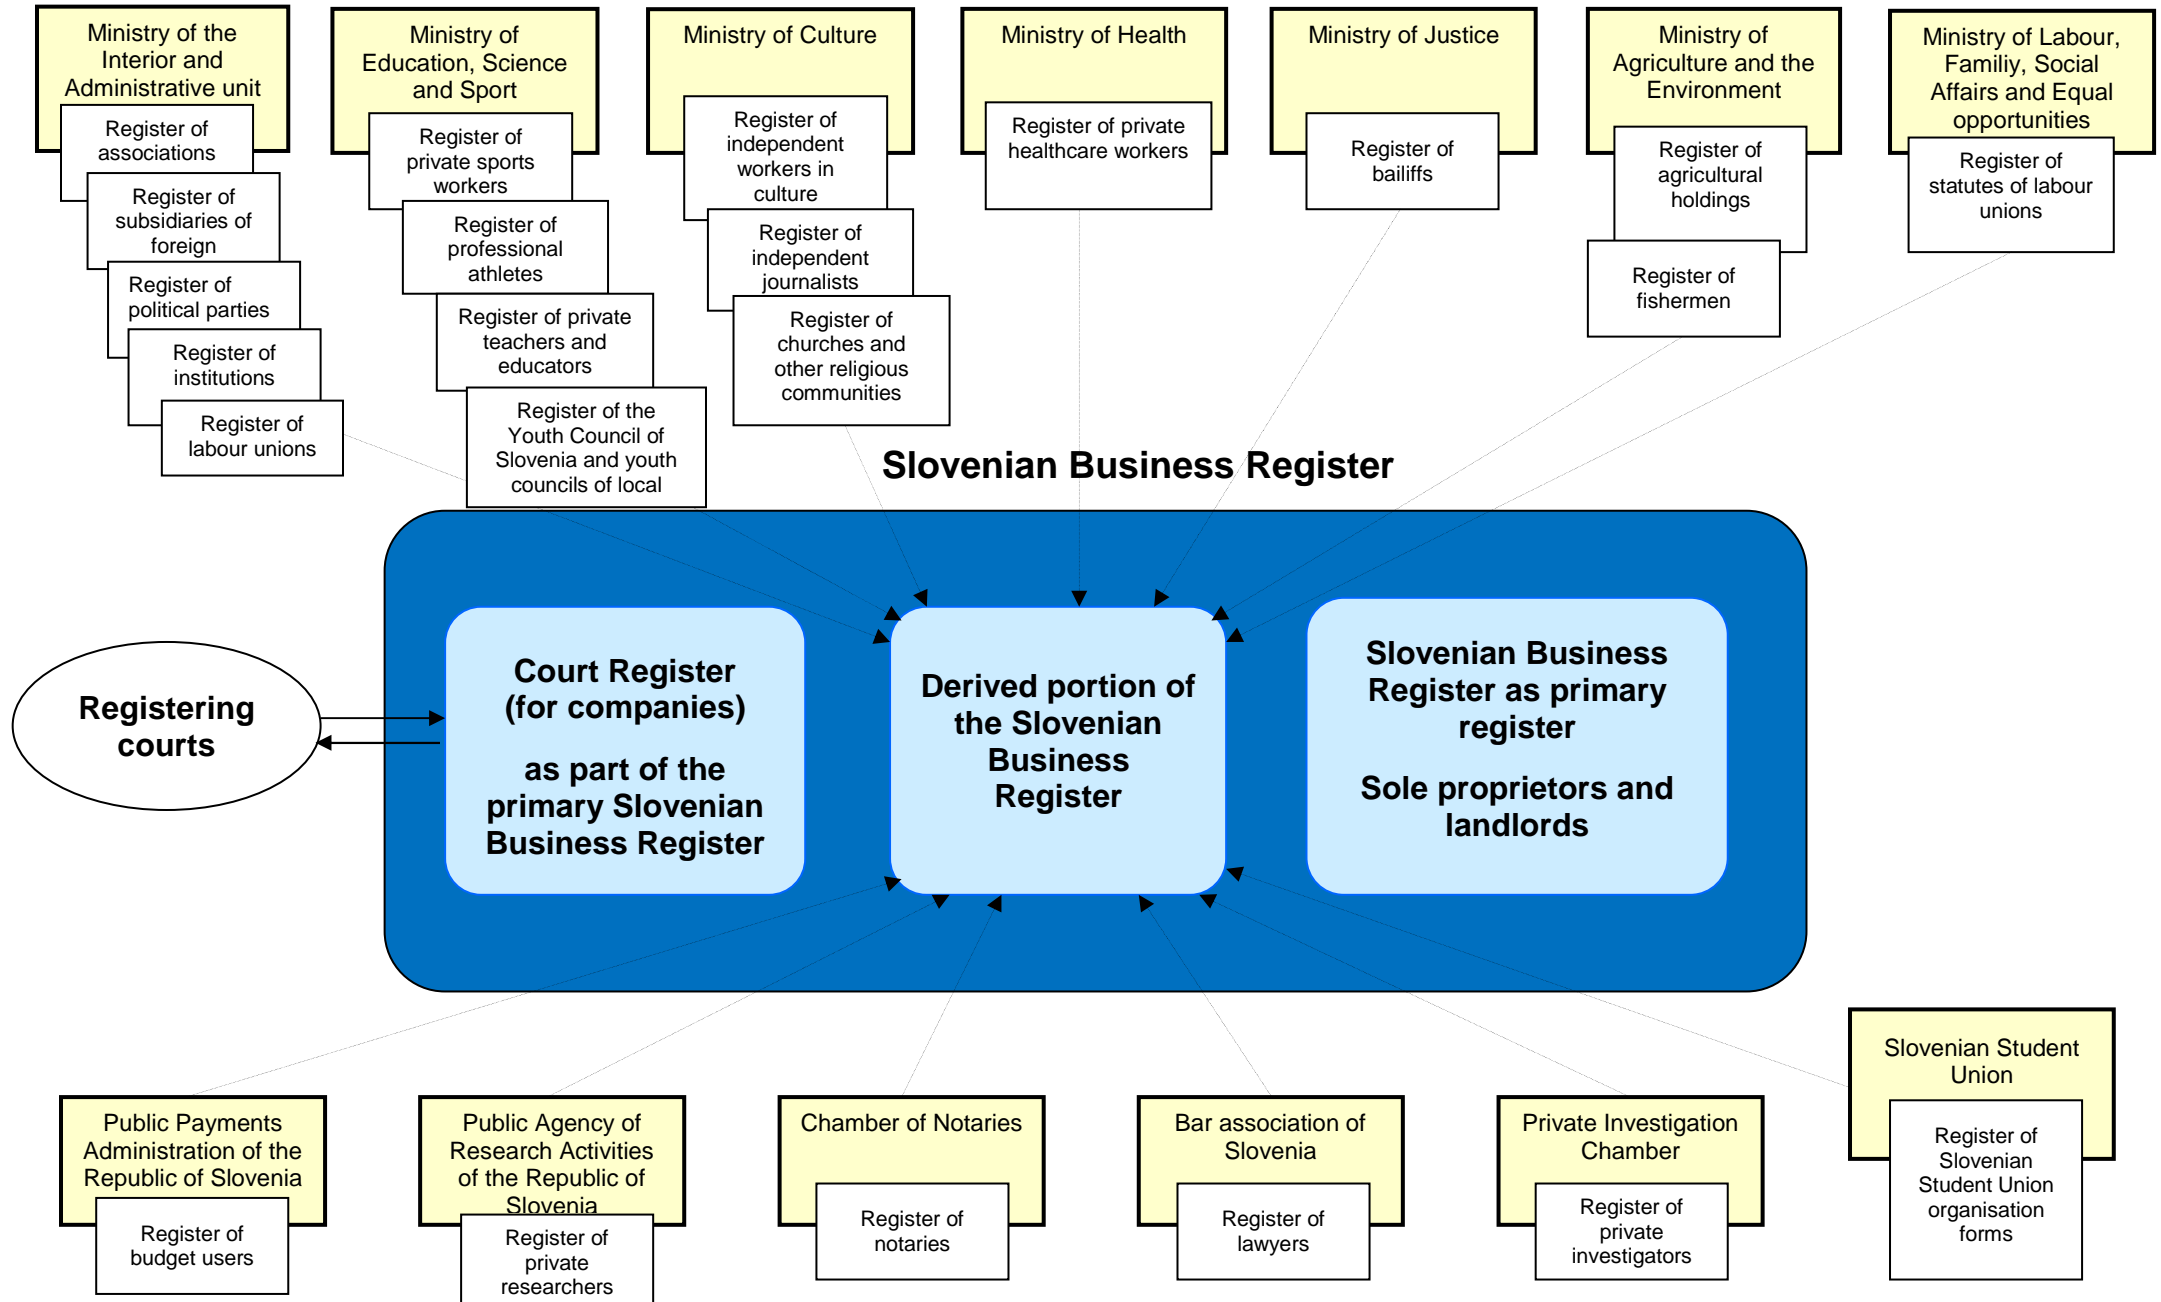 Ministry of the
Interior and
Administrative unit
Register of
associations
Register of
subsidiaries of
foreign
Register of
political parties
Register of
institutions
Register of
labour unions
Ministry of
Education, Science
and Sport
Register of
private sports
workers
Register of
professional
athletes
Register of private
teachers and
educators
Register of the
Youth Council of
Slovenia and youth
councils of local
Ministry of Culture
Register of
independent
workers in
culture
Register of
independent
journalists
Register of
churches and
other religious
communities
Ministry of Health
Register of private
healthcare workers
Ministry of Justice
Register of
bailiffs
Ministry of
Agriculture and the
Environment
Register of
agricultural
holdings
Register of
fishermen
Ministry of Labour,
Familiy, Social
Affairs and Equal
opportunities
Register of
statutes of labour
unions
Slovenian Business Register
Registering
courts
Court Register
(for companies)
as part of the
primary Slovenian
Business Register
Derived portion of
the Slovenian
Business
Register
Slovenian Business
Register as primary
register
Sole proprietors and
landlords
Public Payments
Administration of the
Republic of Slovenia
Register of
budget users
Public Agency of
Research Activities
of the Republic of
Slovenia
Register of
private
researchers
Chamber of Notaries
Register of
notaries
Bar association of
Slovenia
Register of
lawyers
Private Investigation
Chamber
Register of
private
investigators
Slovenian Student
Union
Register of
Slovenian
Student Union
organisation
forms